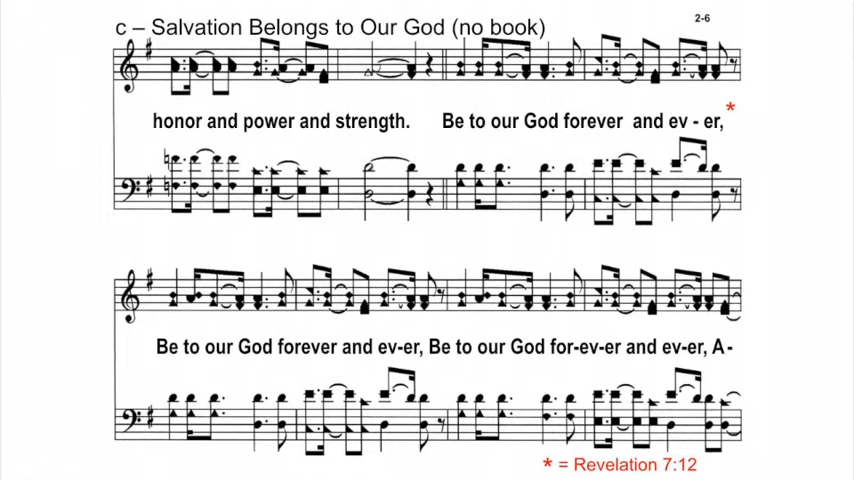 2-6
c – Salvation Belongs to Our God (no book)
honor and power and strength. Be to our God forever and ev - er, *
Be to our God forever and ev-er, Be to our God for-ev-er and ev-er, A-
* = Revelation 7:12